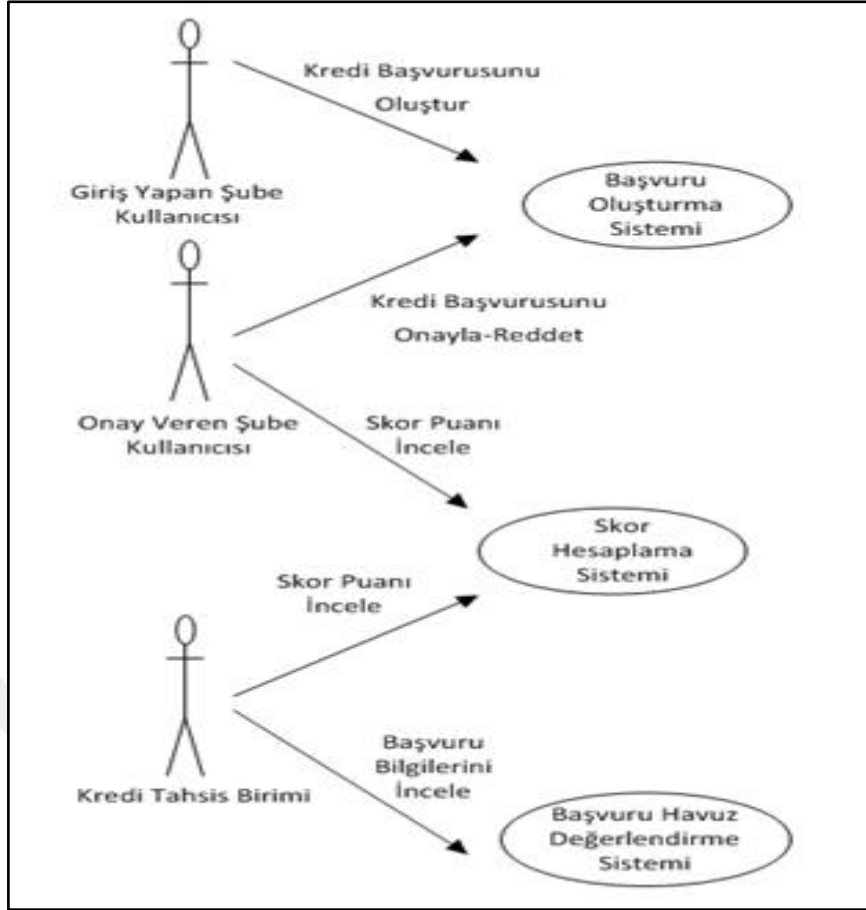 Kredi Başvurusunu
Oluştur
Giriş Yapan Şube
Kullanıcısı
Başvuru
Oluşturma
Sistemi
Kredi Başvurusunu
Onayla-Reddet
Onay Veren Şube
Kullanıcısı
Skor Puanı
İncele
Skor
Hesaplama
Sistemi
Skor Puanı
İncele
Kredi Tahsis Birimi
Başvuru
Bilgilerini
İncele
Başvuru Havuz
Değerlendirme
Sistemi